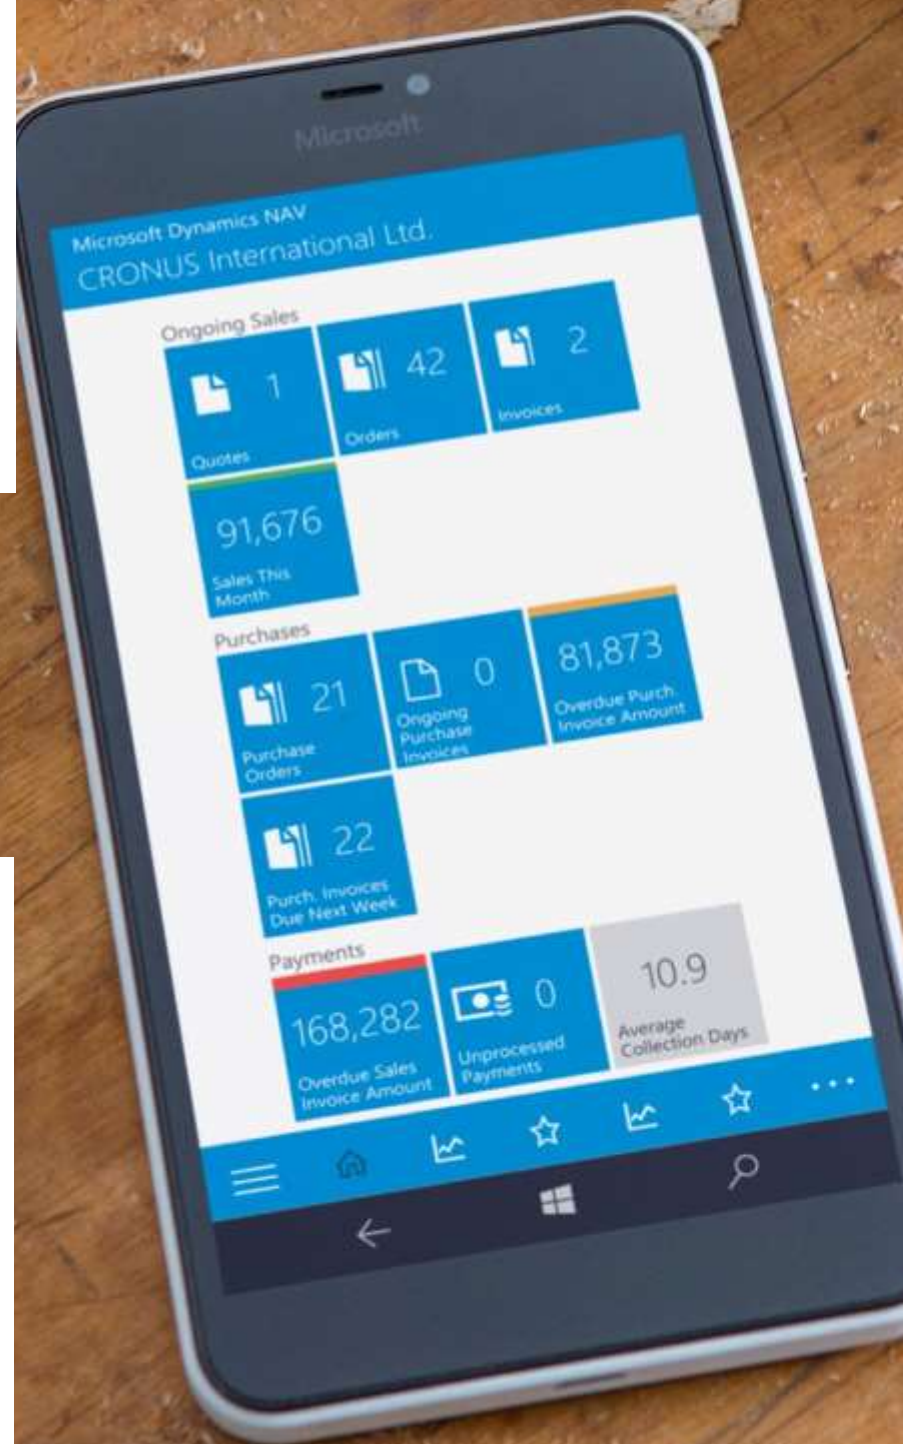 Microsoft
Microsoft Dynamics NAV
CRONUS International Ltd.
Ongoing Sales
1
Quotes
42
Orders
2
Invoices
91,676
Sales This
Month
Purchases
21
Purchase
Orders
0
Ongoing
Purchase
Invoices
81,873
Overdue Purch.
Invoice Amount
22
Purch. Invoices
Due Next Week
Payments
168,282
Overdue Sales
Invoice Amount
0
Unprocessed
Payments
10.9
Average
Collection Days